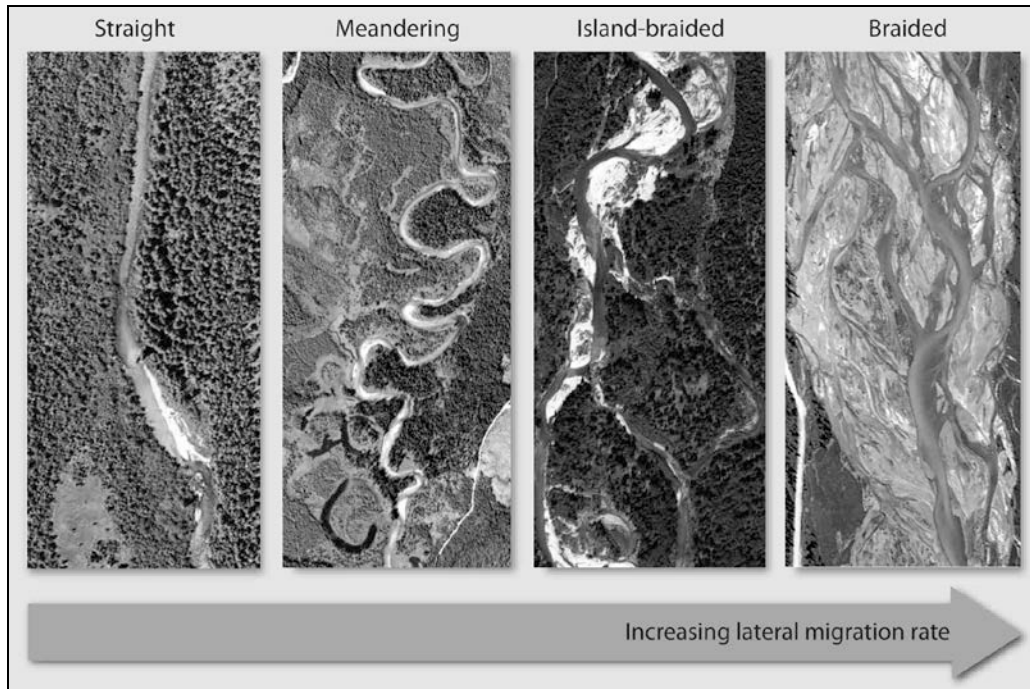 Straight
Meandering
Island-braided
Braided
Increasing lateral migration rate